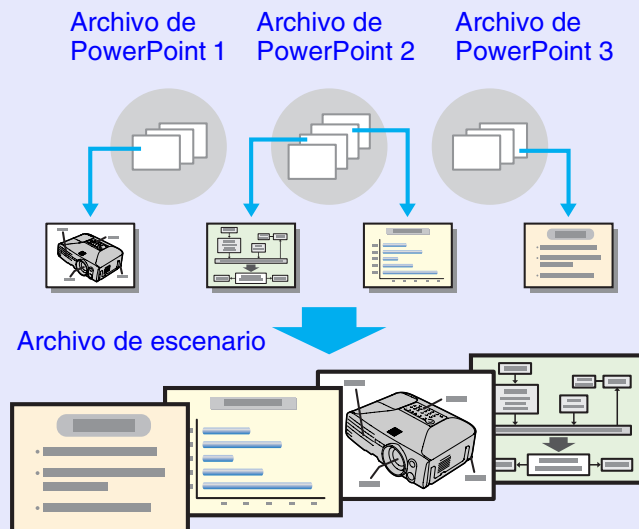 Archivo de
PowerPoint 1
Archivo de
PowerPoint 2
Archivo de
PowerPoint 3
Archivo de escenario